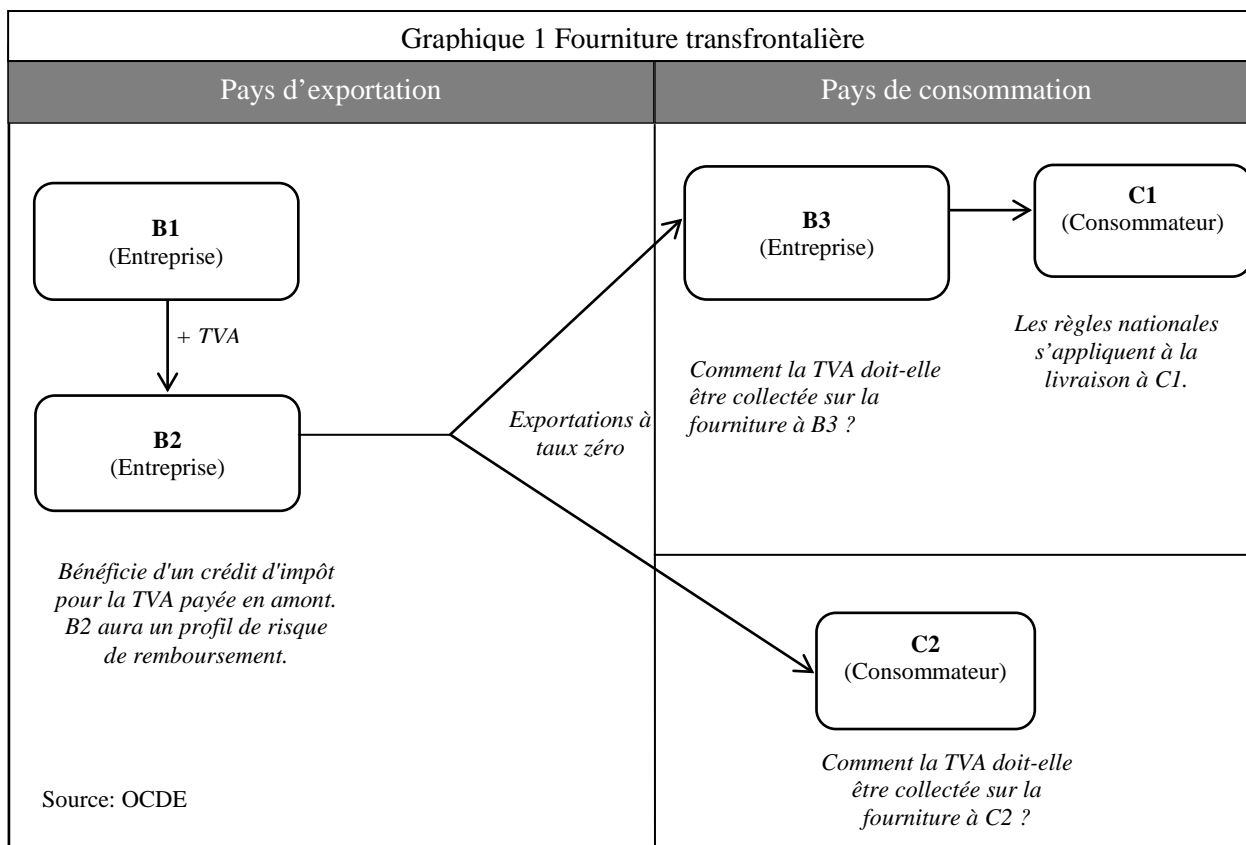 Graphique 1 Fourniture transfrontalière
Pays d’exportation
Pays de consommation
B1
(Entreprise)
+ TVA
B2
(Entreprise)
Bénéficie d'un crédit d'impôt
pour la TVA payée en amont.
B2 aura un profil de risque
de remboursement.
Source: OCDE
Exportations à
taux zéro
B3
(Entreprise)
Comment la TVA doit-elle
être collectée sur la
fourniture à B3 ?
C1
(Consommateur)
Les règles nationales
s’appliquent à la
livraison à C1.
C2
(Consommateur)
Comment la TVA doit-elle
être collectée sur la
fourniture à C2 ?